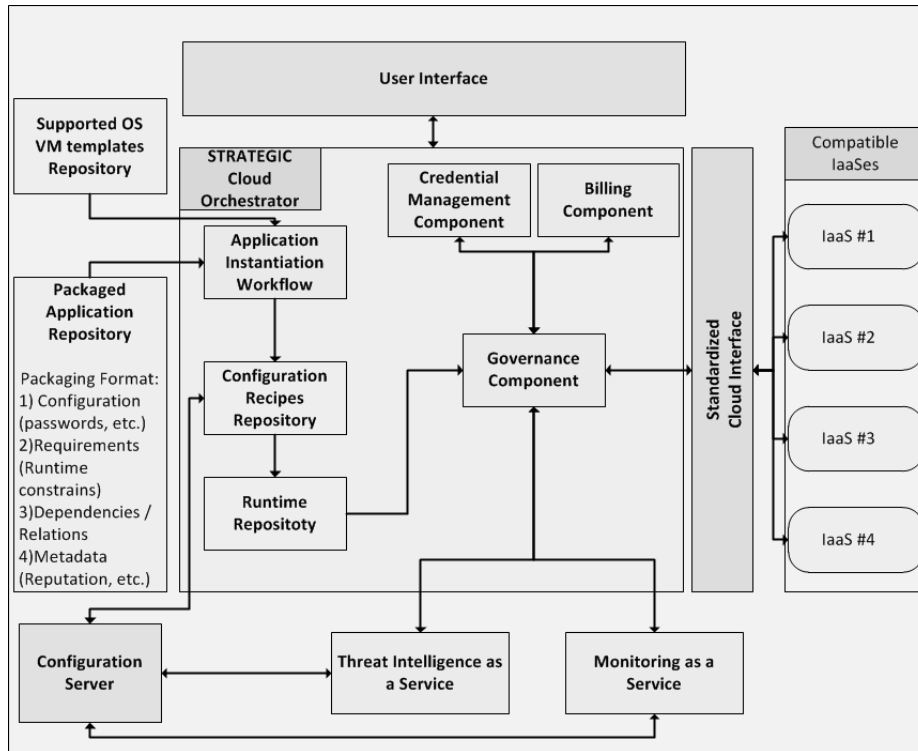 User Interface
Supported OS
VM templates
Repository
STRATEGIC
Cloud
Orchestrator
Credential
Management
Component
Billing
Component
Compatible
IaaSes
Application
Instantiation
Workflow
IaaS #1
Packaged
Application
Repository
Packaging Format:
1) Configuration
(passwords, etc.)
2)Requirements
(Runtime
constrains)
3)Dependencies /
Relations
4)Metadata
(Reputation, etc.)
Configuration
Recipes
Repository
Governance
Component
Standardized
Cloud Interface
IaaS #2
IaaS #3
Runtime
Repositoty
IaaS #4
Configuration
Server
Threat Intelligence as
a Service
Monitoring as a
Service